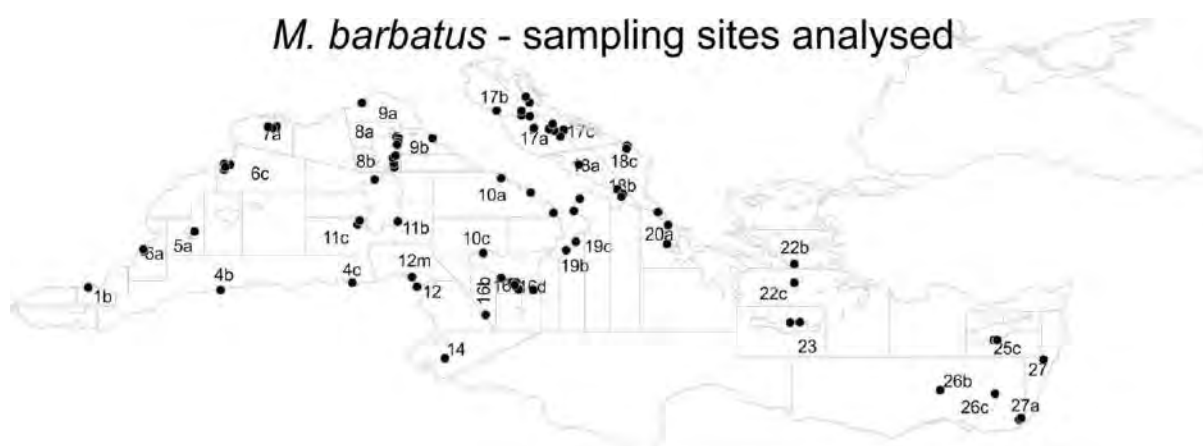 M. barbatus - sampling sites analysed
17b
9a
7a
8a
17a
17c
9b
8b
18c
6c
18a
10a
18b
11c
11b
20a
5a
6a
10c
19c
19b
22b
12m
4b
4c
16b
16d
12
22c
1b
14
23
25c
27
26b
26c
27a